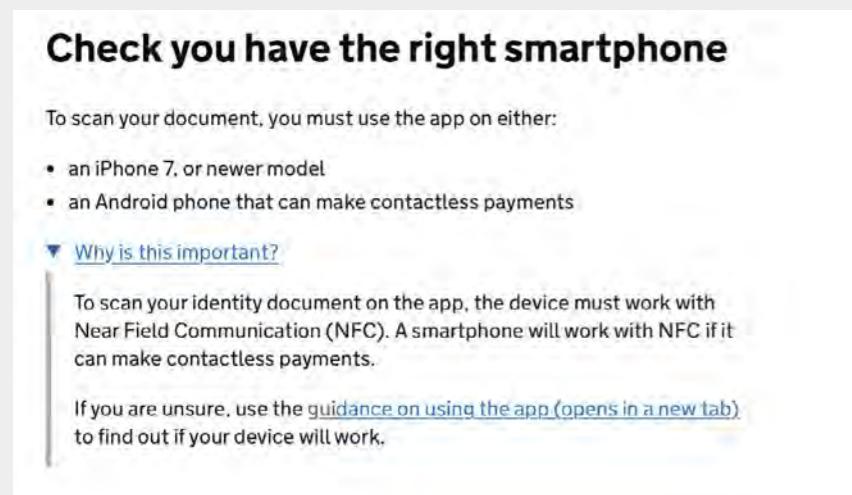 Check you have the right smartphone
To scan your document, you must use the app on either:
• an iPhone 7, or newer model
• an Android phone that can make contactless payments
▼ Why is this important?
To scan your identity document on the app, the device must work with
Near Field Communication (NFC). A smartphone will work with NFC if it
can make contactless payments.
If you are unsure, use the guidance on using the app (opens in a new tab)
to find out if your device will work.